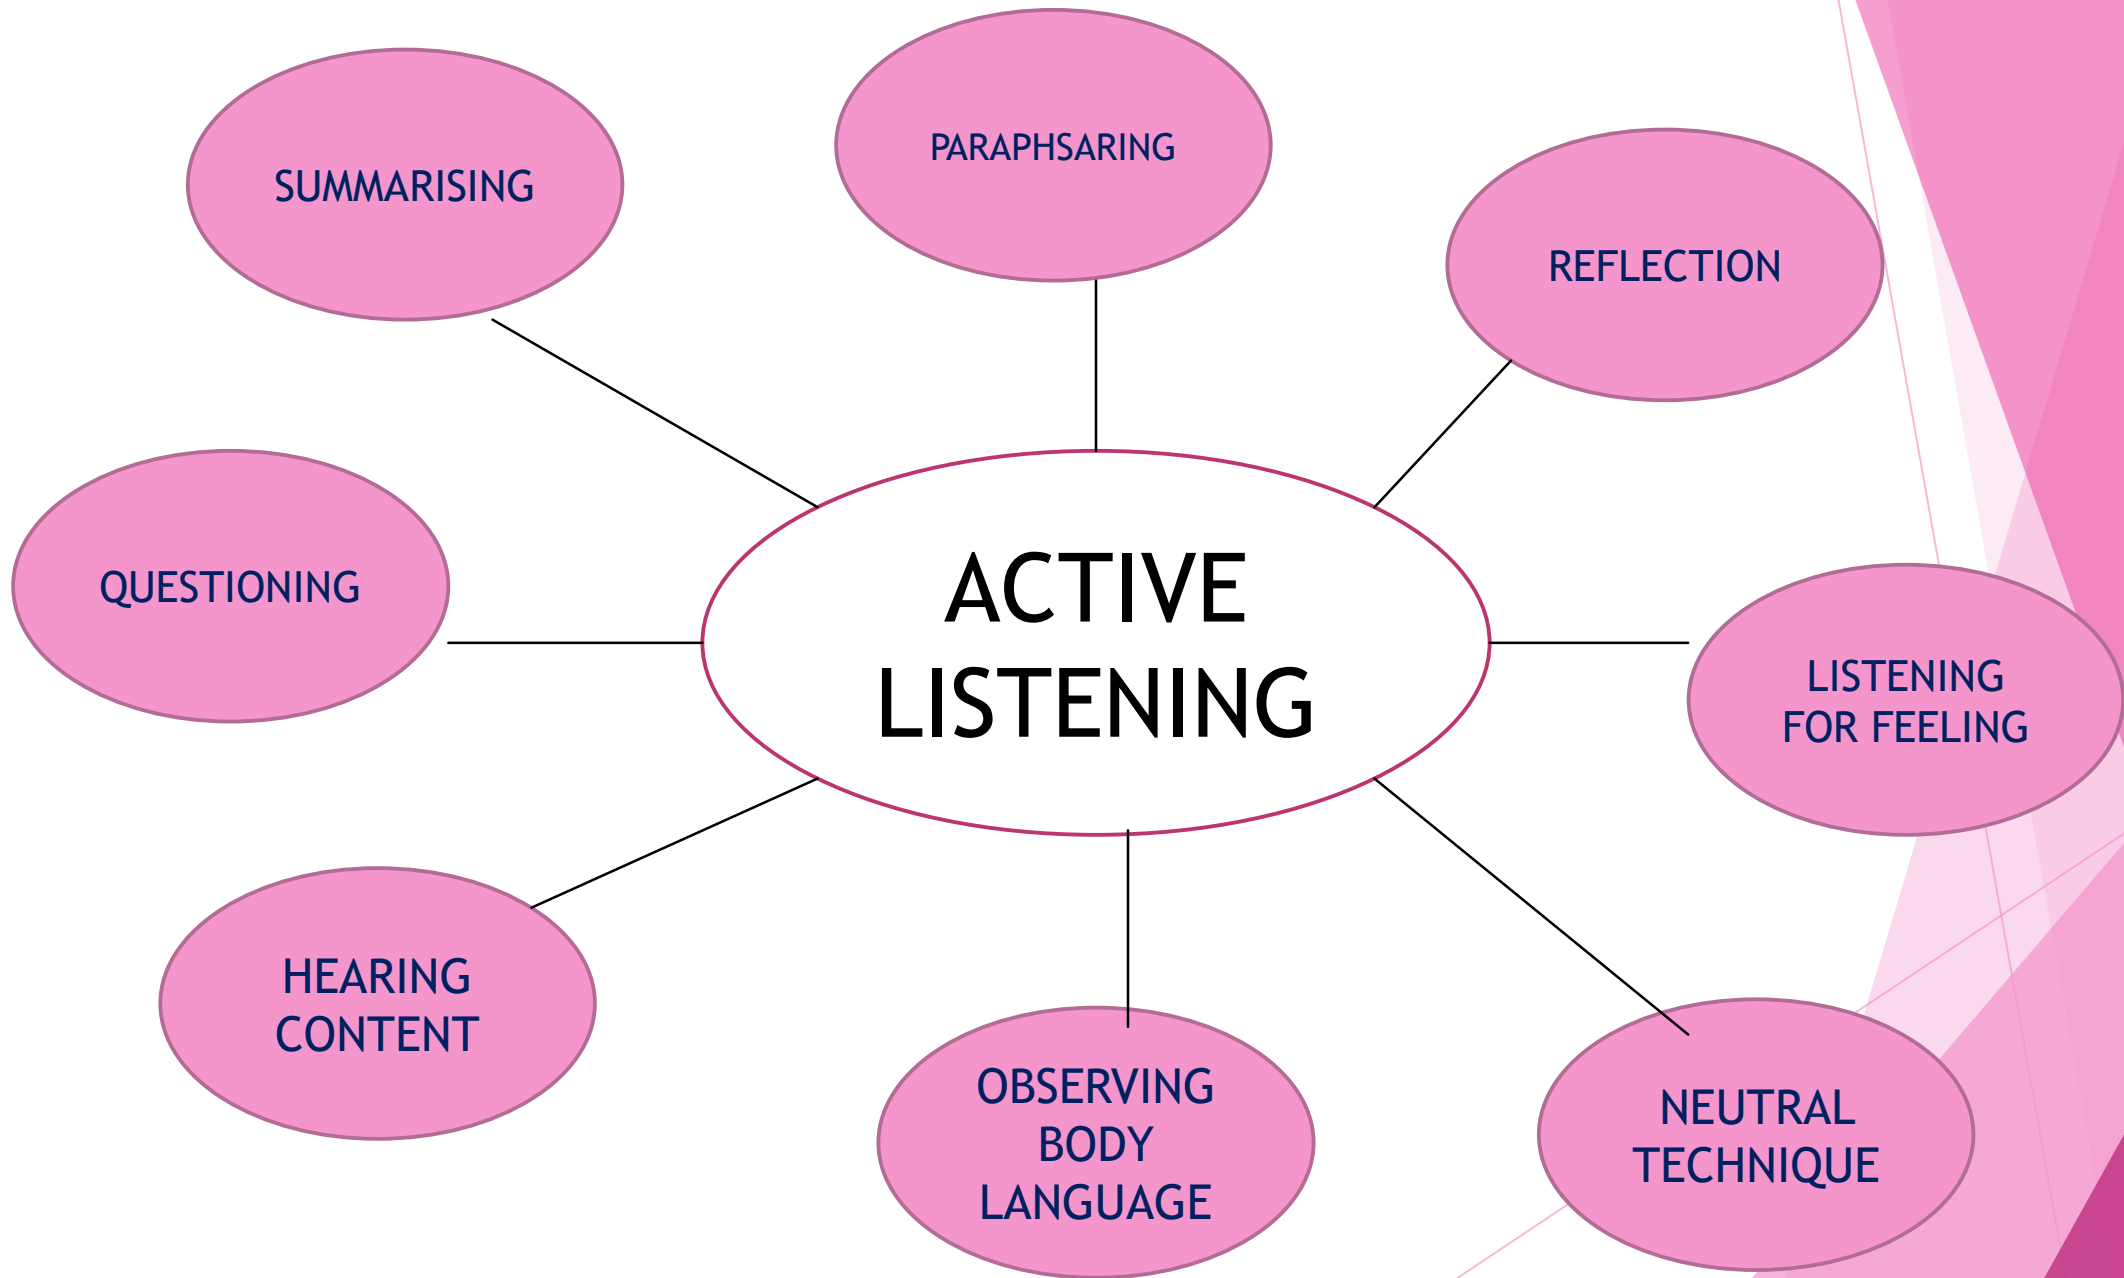 PARAPHSARING
SUMMARISING
REFLECTION
QUESTIONING
ACTIVE
LISTENING
LISTENING
FOR FEELING
HEARING
CONTENT
OBSERVING
BODY
LANGUAGE
NEUTRAL
TECHNIQUE